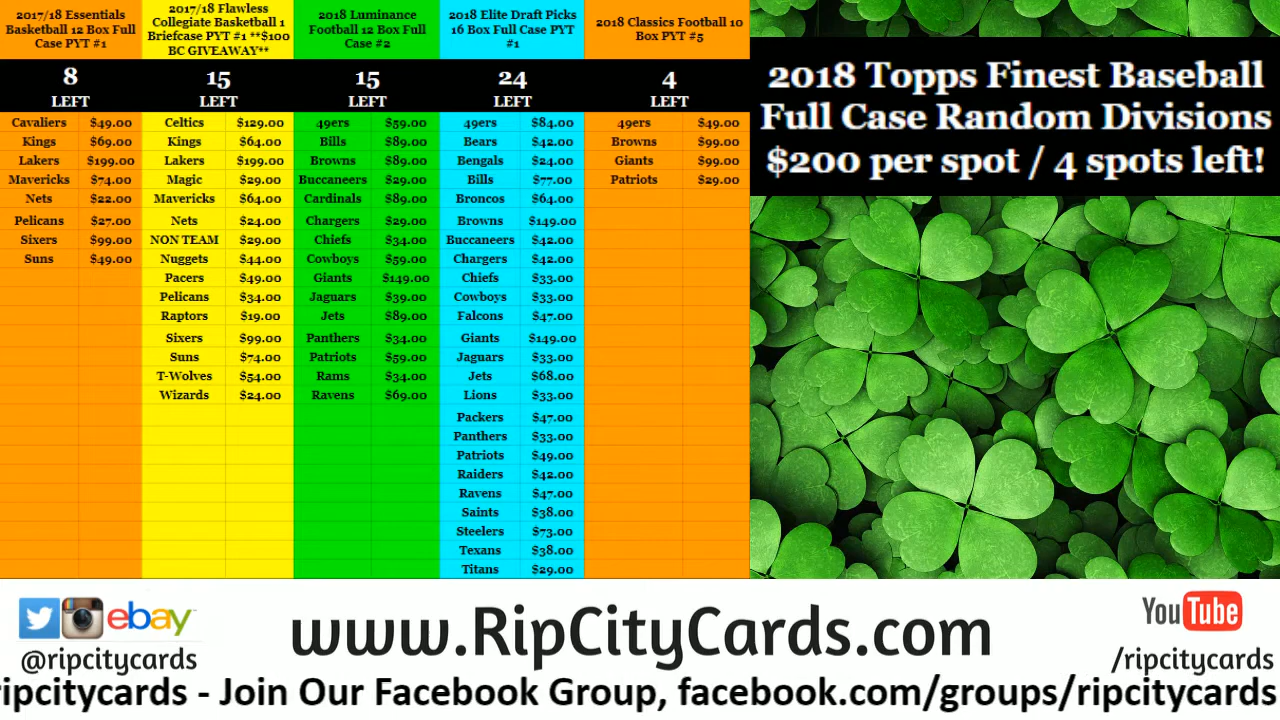 2017/18 Essentials
Basketball 12 Box Full
Case PYT #1
8
LEFT
Cavaliers $49.00
Kings $69.00
Lakers $199.00
Mavericks $74.00
Nets $22.00
Pelicans $27.00
Sixers $99.00
Suns $49.00
2017/18 Flawless
Collegiate Basketball 1
Briefcase PYT #1 **$100
BC GIVEAWAY**
15
LEFT
Celtics $129.00
Kings $64.00
Lakers $199.00
Magic $29.00
Mavericks $64.00
Nets $24.00
NON TEAM $29.00
Nuggets $44.00
Pacers $49.00
Pelicans $34.00
Raptors $19.00
Sixers $99.00
Suns $74.00
T-Wolves $54.00
Wizards $24.00
2018 Luminance
Football 12 Box Full
Case #2
15
LEFT
49ers $59.00
Bills $89.00
Browns $89.00
Buccaneers $29.00
Cardinals $89.00
Chargers $29.00
Chiefs $34.00
Cowboys $59.00
Giants $149.00
Jaguars $39.00
Jets $89.00
Panthers $34.00
Patriots $59.00
Rams $34.00
Ravens $69.00
2018 Elite Draft Picks
16 Box Full Case PYT
#1
24
LEFT
49ers $84.00
Bears $42.00
Bengals $24.00
Bills $77.00
Broncos $64.00
Browns $149.00
Buccaneers $42.00
Chargers $42.00
Chiefs $33.00
Cowboys $33.00
Falcons $47.00
Giants $149.00
Jaguars $33.00
Jets $68.00
Lions $33.00
Packers $47.00
Panthers $33.00
Patriots $49.00
Raiders $42.00
Ravens $47.00
Saints $38.00
Steelers $73.00
Texans $38.00
Titans $29.00
2018 Classics Football 10
Box PYT #5
4
LEFT
49ers $49.00
Browns $99.00
Giants $99.00
Patriots $29.00
2018 Topps Finest Baseball
Full Case Random Divisions
$200 per spot / 4 spots left!
ebay
@ripcitycards
www.RipCityCards.com
YouTube
/ripcitycards
ripcitycards - Join Our Facebook Group, facebook.com/groups/ripcitycards